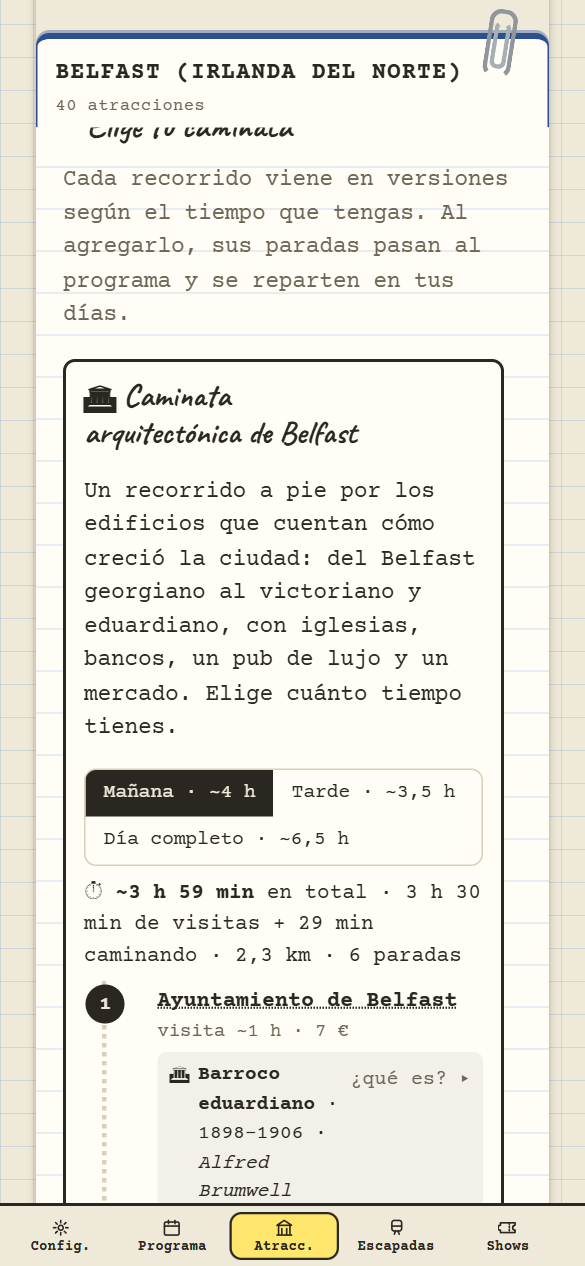 BELFAST (IRLANDA DEL NORTE)
40 atracciones
Elige tu caminata
Cada recorrido viene en versiones
según el tiempo que tengas. Al
agregarlo, sus paradas pasan al
programa y se reparten en tus
días.
Caminata
arquitectónica de Belfast
Un recorrido a pie por los
edificios que cuentan cómo
creció la ciudad: del Belfast
georgiano al victoriano y
eduardiano, con iglesias,
bancos, un pub de lujo y un
mercado. Elige cuánto tiempo
tienes.
Mañana · ~4 h Tarde · ~3,5 h
Día completo · ~6,5 h
~3 h 59 min en total · 3 h 30
min de visitas + 29 min
caminando · 2,3 km · 6 paradas
1 Ayuntamiento de Belfast
visita ~1 h · 7 €
Barroco ¿qué es? ▸
eduardiano ·
1898–1906 ·
Alfred
Brumwell
Config. Programa Atracc. Escapadas Shows